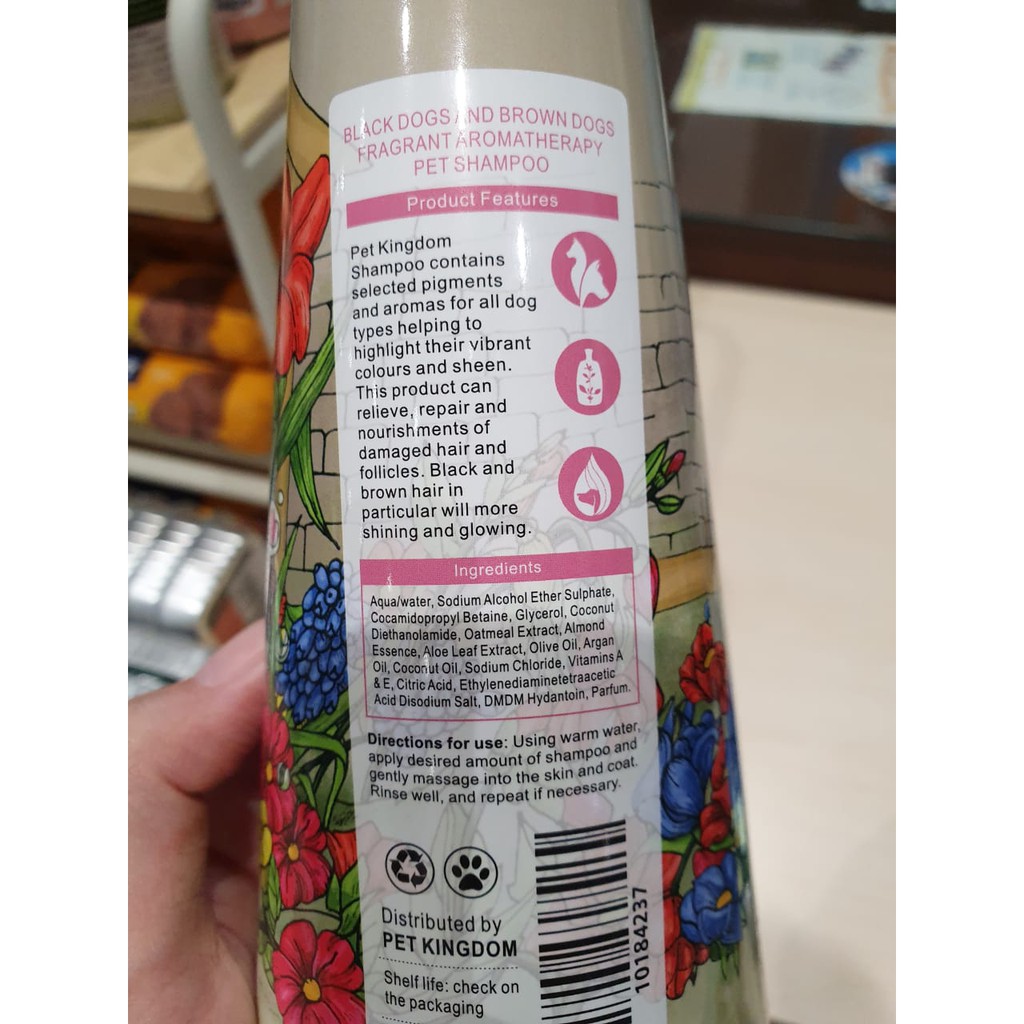 BLACK DOGS AND BROWN DOGS
FRAGRANT AROMATHERAPY
PET SHAMPOO
Product Features
Pet Kingdom
Shampoo contains
selected pigments
and aromas for all dog
types helping to
highlight their vibrant
colours and sheen.
This product can
relieve, repair and
nourishments of
damaged hair and
follicles. Black and
brown hair in
particular will more
shining and glowing.
Ingredients
Aqua/water, Sodium Alcohol Ether Sulphate,
Cocamidopropyl Betaine, Glycerol, Coconut
Diethanolamide, Oatmeal Extract, Almond
Essence, Aloe Leaf Extract, Olive Oil, Argan
Oil, Coconut Oil, Sodium Chloride, Vitamins A
& E, Citric Acid, Ethylenediaminetetraacetic
Acid Disodium Salt, DMDM Hydantoin, Parfum.
Directions for use: Using warm water,
apply desired amount of shampoo and
gently massage into the skin and coat.
Rinse well, and repeat if necessary.
Distributed by
PET KINGDOM
Shelf life: check on
the packaging
10184237